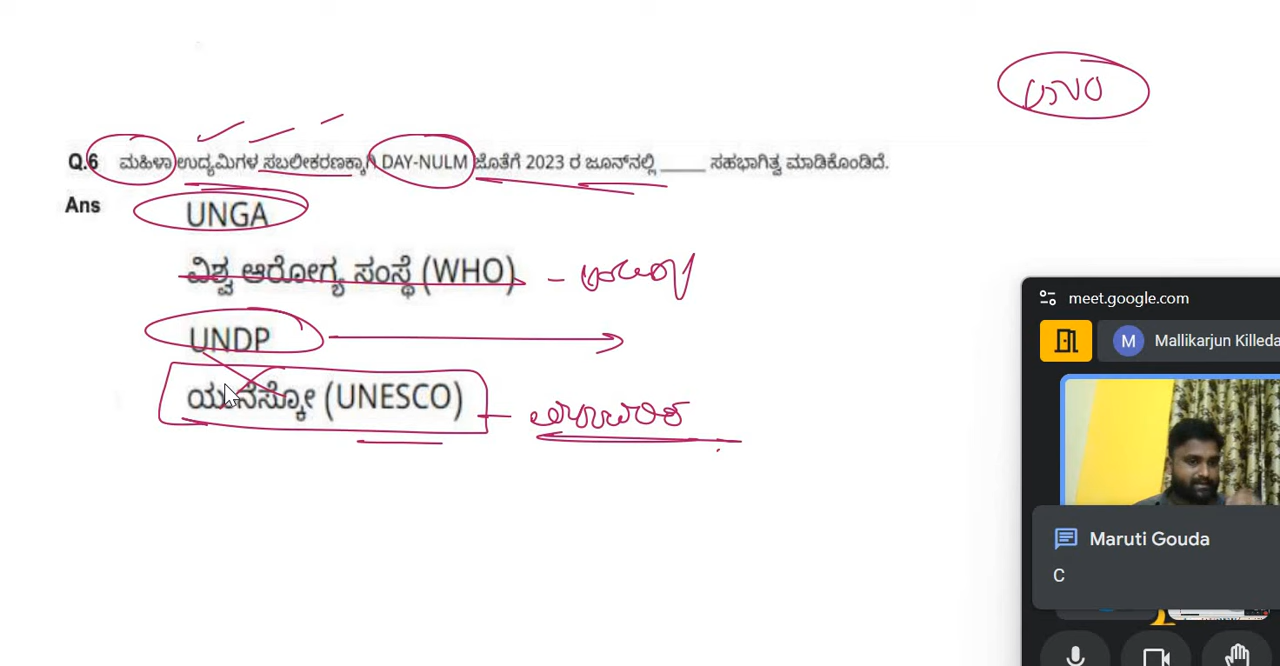 Q.6 ಮಹಿಳಾ ಉದ್ಯಮಿಗಳ ಸಬಲೀಕರಣಕ್ಕಾಗಿ DAY-NULM ಜೊತೆಗೆ 2023 ರ ಜೂನ್‌ನಲ್ಲಿ _____ ಸಹಭಾಗಿತ್ವ ಮಾಡಿಕೊಂಡಿದೆ.
Ans UNGA
ವಿಶ್ವ ಆರೋಗ್ಯ ಸಂಸ್ಥೆ (WHO)
UNDP
ಯುನೆಸ್ಕೋ (UNESCO)
meet.google.com
M Mallikarjun Killeda
Maruti Gouda
C